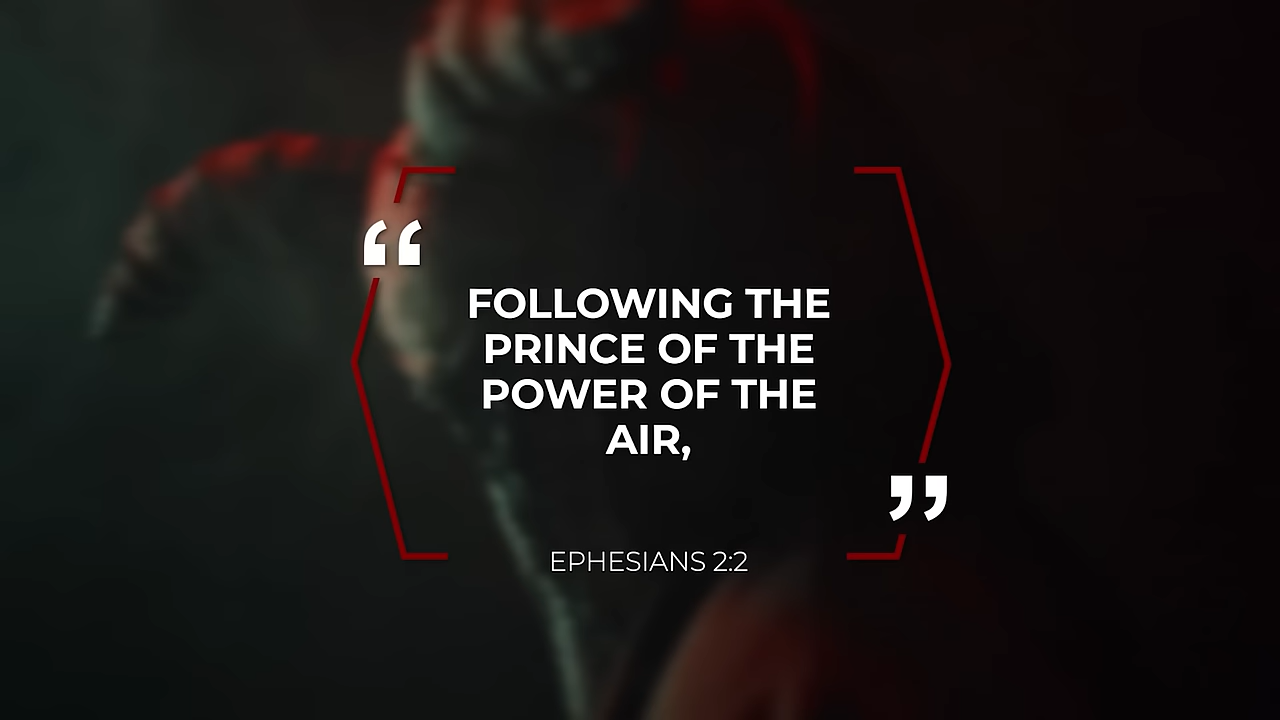 “
FOLLOWING THE
PRINCE OF THE
POWER OF THE
AIR,
”
EPHESIANS 2:2